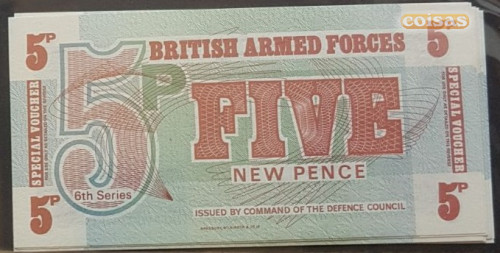 coisas
5P
BRITISH ARMED FORCES
5P
SPECIAL VOUCHER
5P
FIVE
SPECIAL VOUCHER
NEW PENCE
6th Series
5P
ISSUED BY COMMAND OF THE DEFENCE COUNCIL
5P